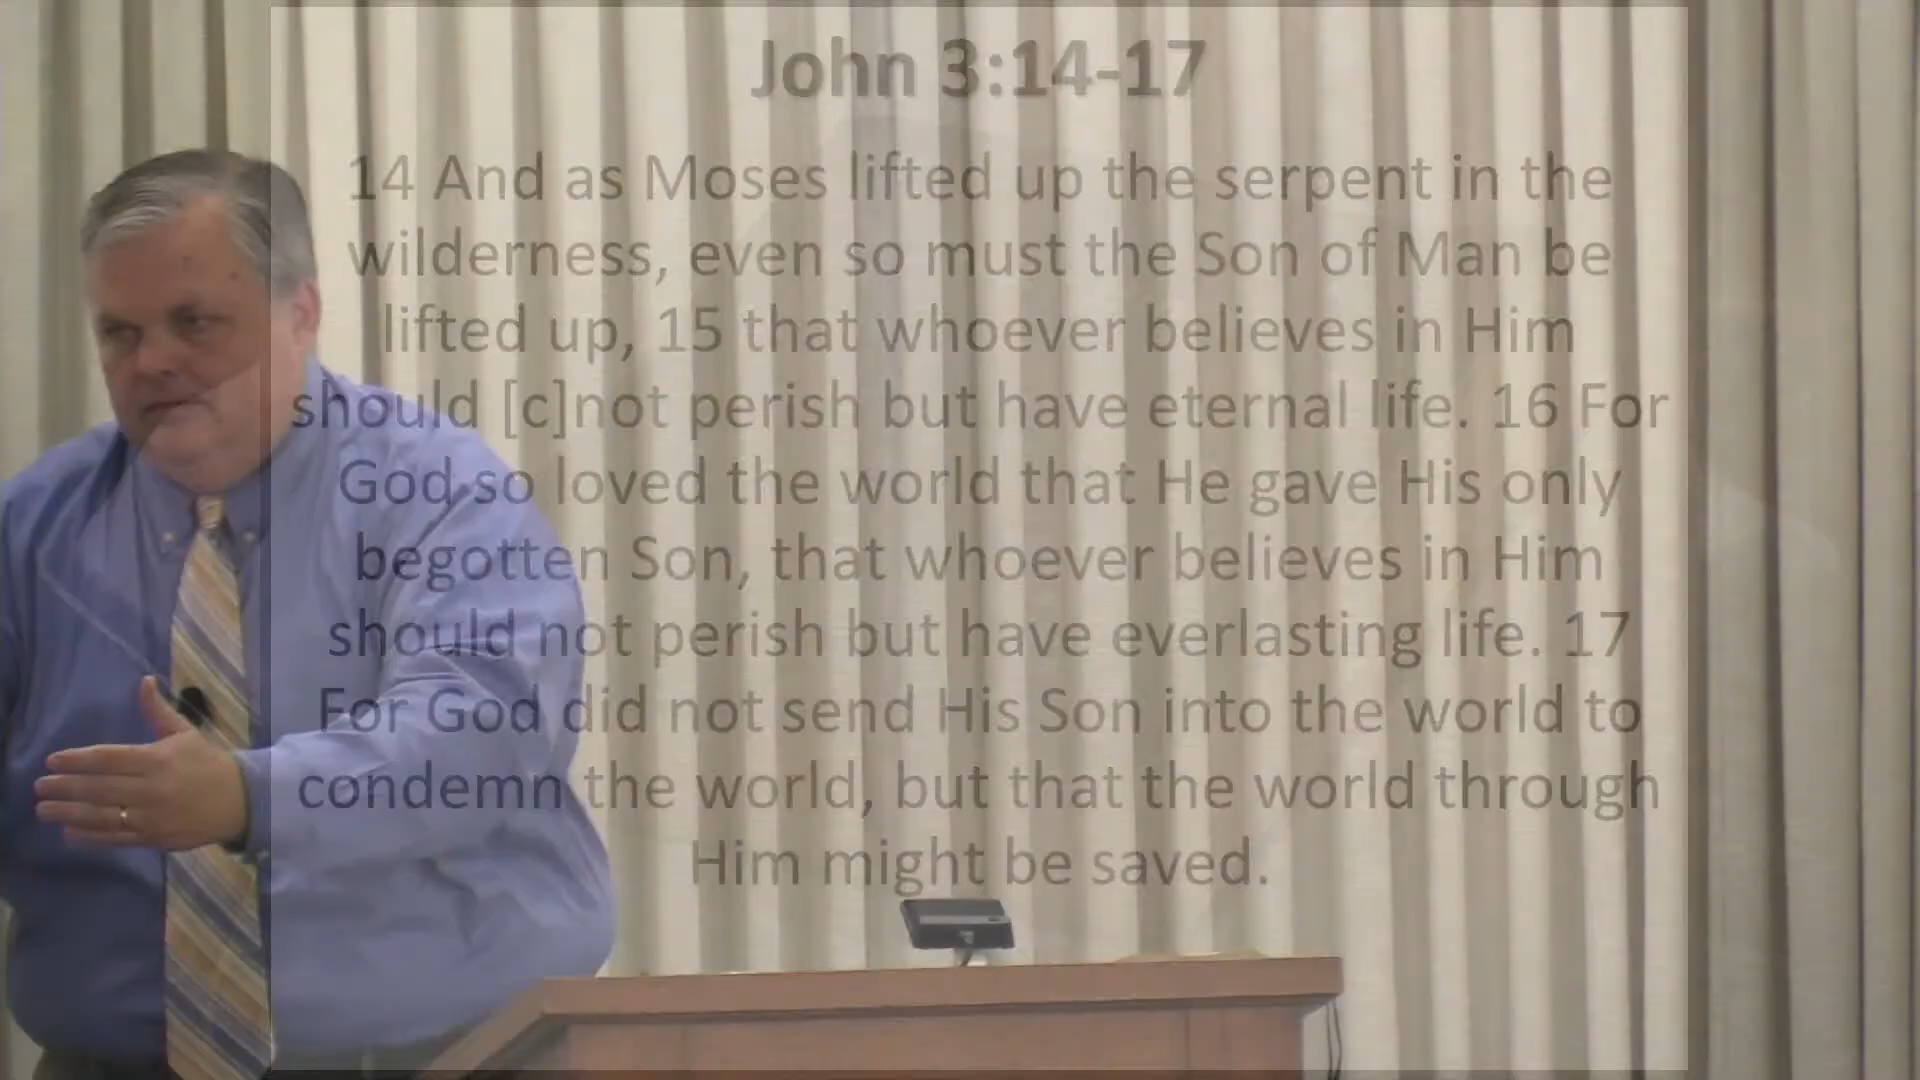 John 3:14-17
14 And as Moses lifted up the serpent in the
wilderness, even so must the Son of Man be
lifted up, 15 that whoever believes in Him
should [c]not perish but have eternal life. 16 For
God so loved the world that He gave His only
begotten Son, that whoever believes in Him
should not perish but have everlasting life. 17
For God did not send His Son into the world to
condemn the world, but that the world through
Him might be saved.